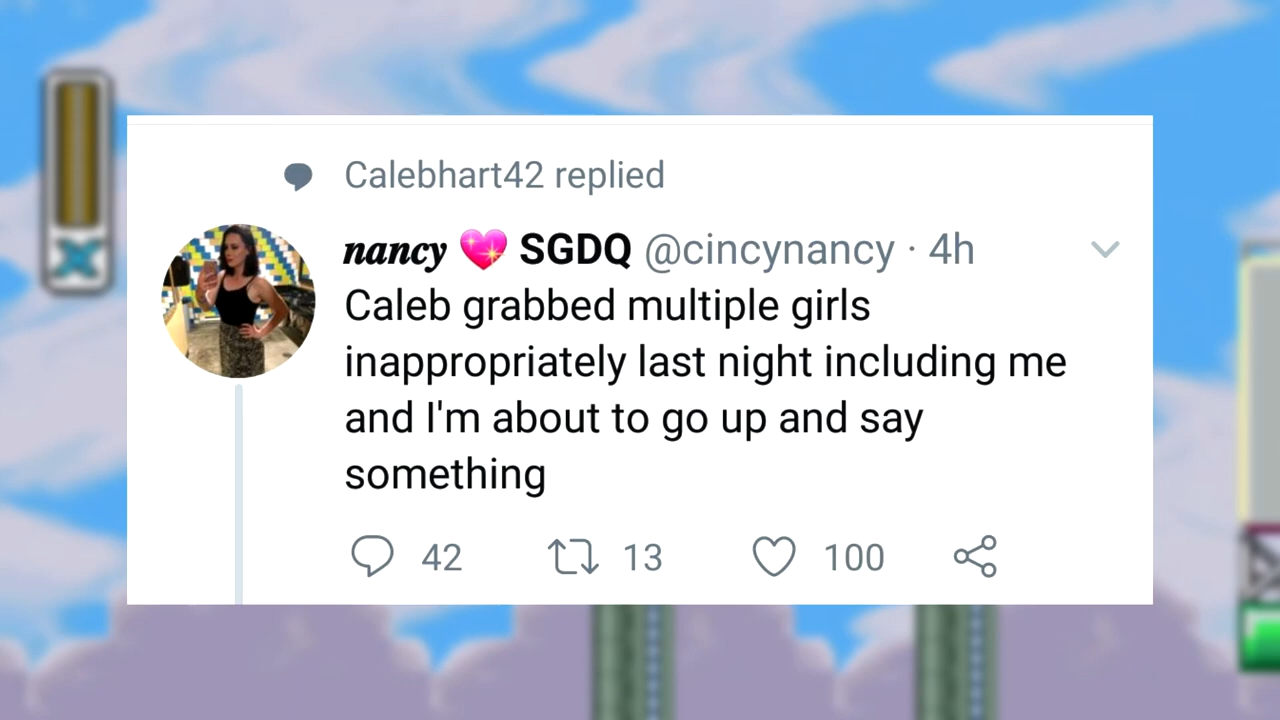 Calebhart42 replied
nancy 💖 SGDQ @cincynancy · 4h
Caleb grabbed multiple girls
inappropriately last night including me
and I'm about to go up and say
something
42 13 100
X